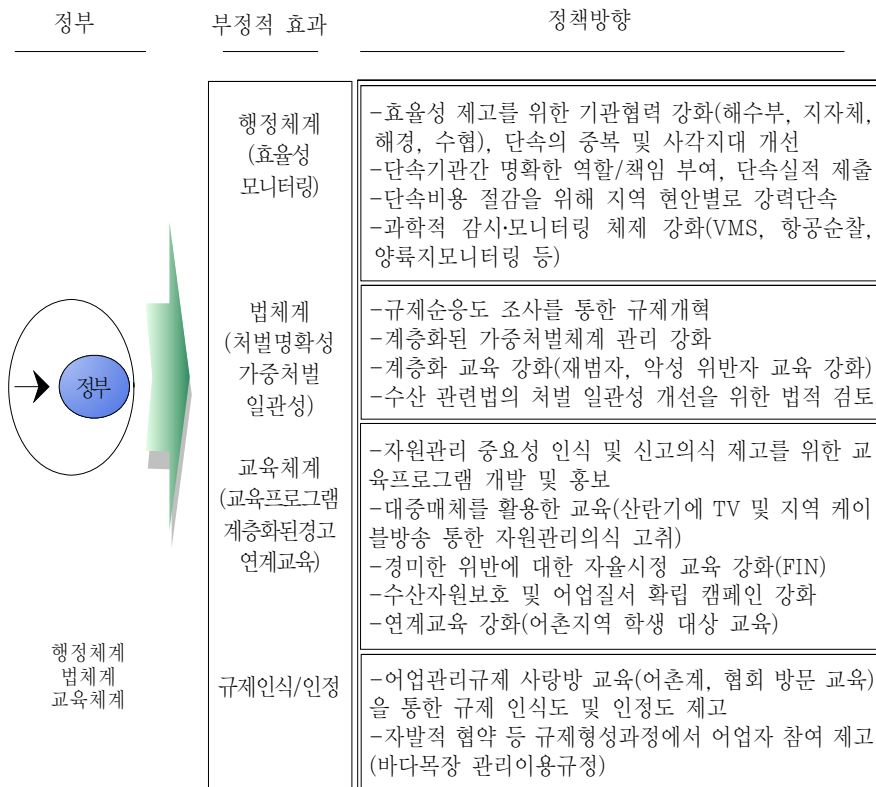 정부
부정적 효과
정책방향
행정체계
(효율성
모니터링)
-효율성 제고를 위한 기관협력 강화(해수부, 지자체,
해경, 수협), 단속의 중복 및 사각지대 개선
-단속기관간 명확한 역할/책임 부여, 단속실적 제출
-단속비용 절감을 위해 지역 현안별로 강력단속
-과학적 감시·모니터링 체제 강화(VMS, 항공순찰,
양륙지모니터링 등)
법체계
(처벌명확성
가중처벌
일관성)
-규제순응도 조사를 통한 규제개혁
-계층화된 가중처벌체계 관리 강화
-계층화 교육 강화(재범자, 악성 위반자 교육 강화)
-수산 관련법의 처벌 일관성 개선을 위한 법적 검토
정부
교육체계
(교육프로그램
계층화된경고
연계교육)
-자원관리 중요성 인식 및 신고의식 제고를 위한 교
육프로그램 개발 및 홍보
-대중매체를 활용한 교육(산란기에 TV 및 지역 케이
블방송 통한 자원관리의식 고취)
-경미한 위반에 대한 자율시정 교육 강화(FIN)
-수산자원보호 및 어업질서 확립 캠페인 강화
-연계교육 강화(어촌지역 학생 대상 교육)
행정체계
법체계
교육체계
규제인식/인정
-어업관리규제 사랑방 교육(어촌계, 협회 방문 교육)
을 통한 규제 인식도 및 인정도 제고
-자발적 협약 등 규제형성과정에서 어업자 참여 제고
(바다목장 관리이용규정)